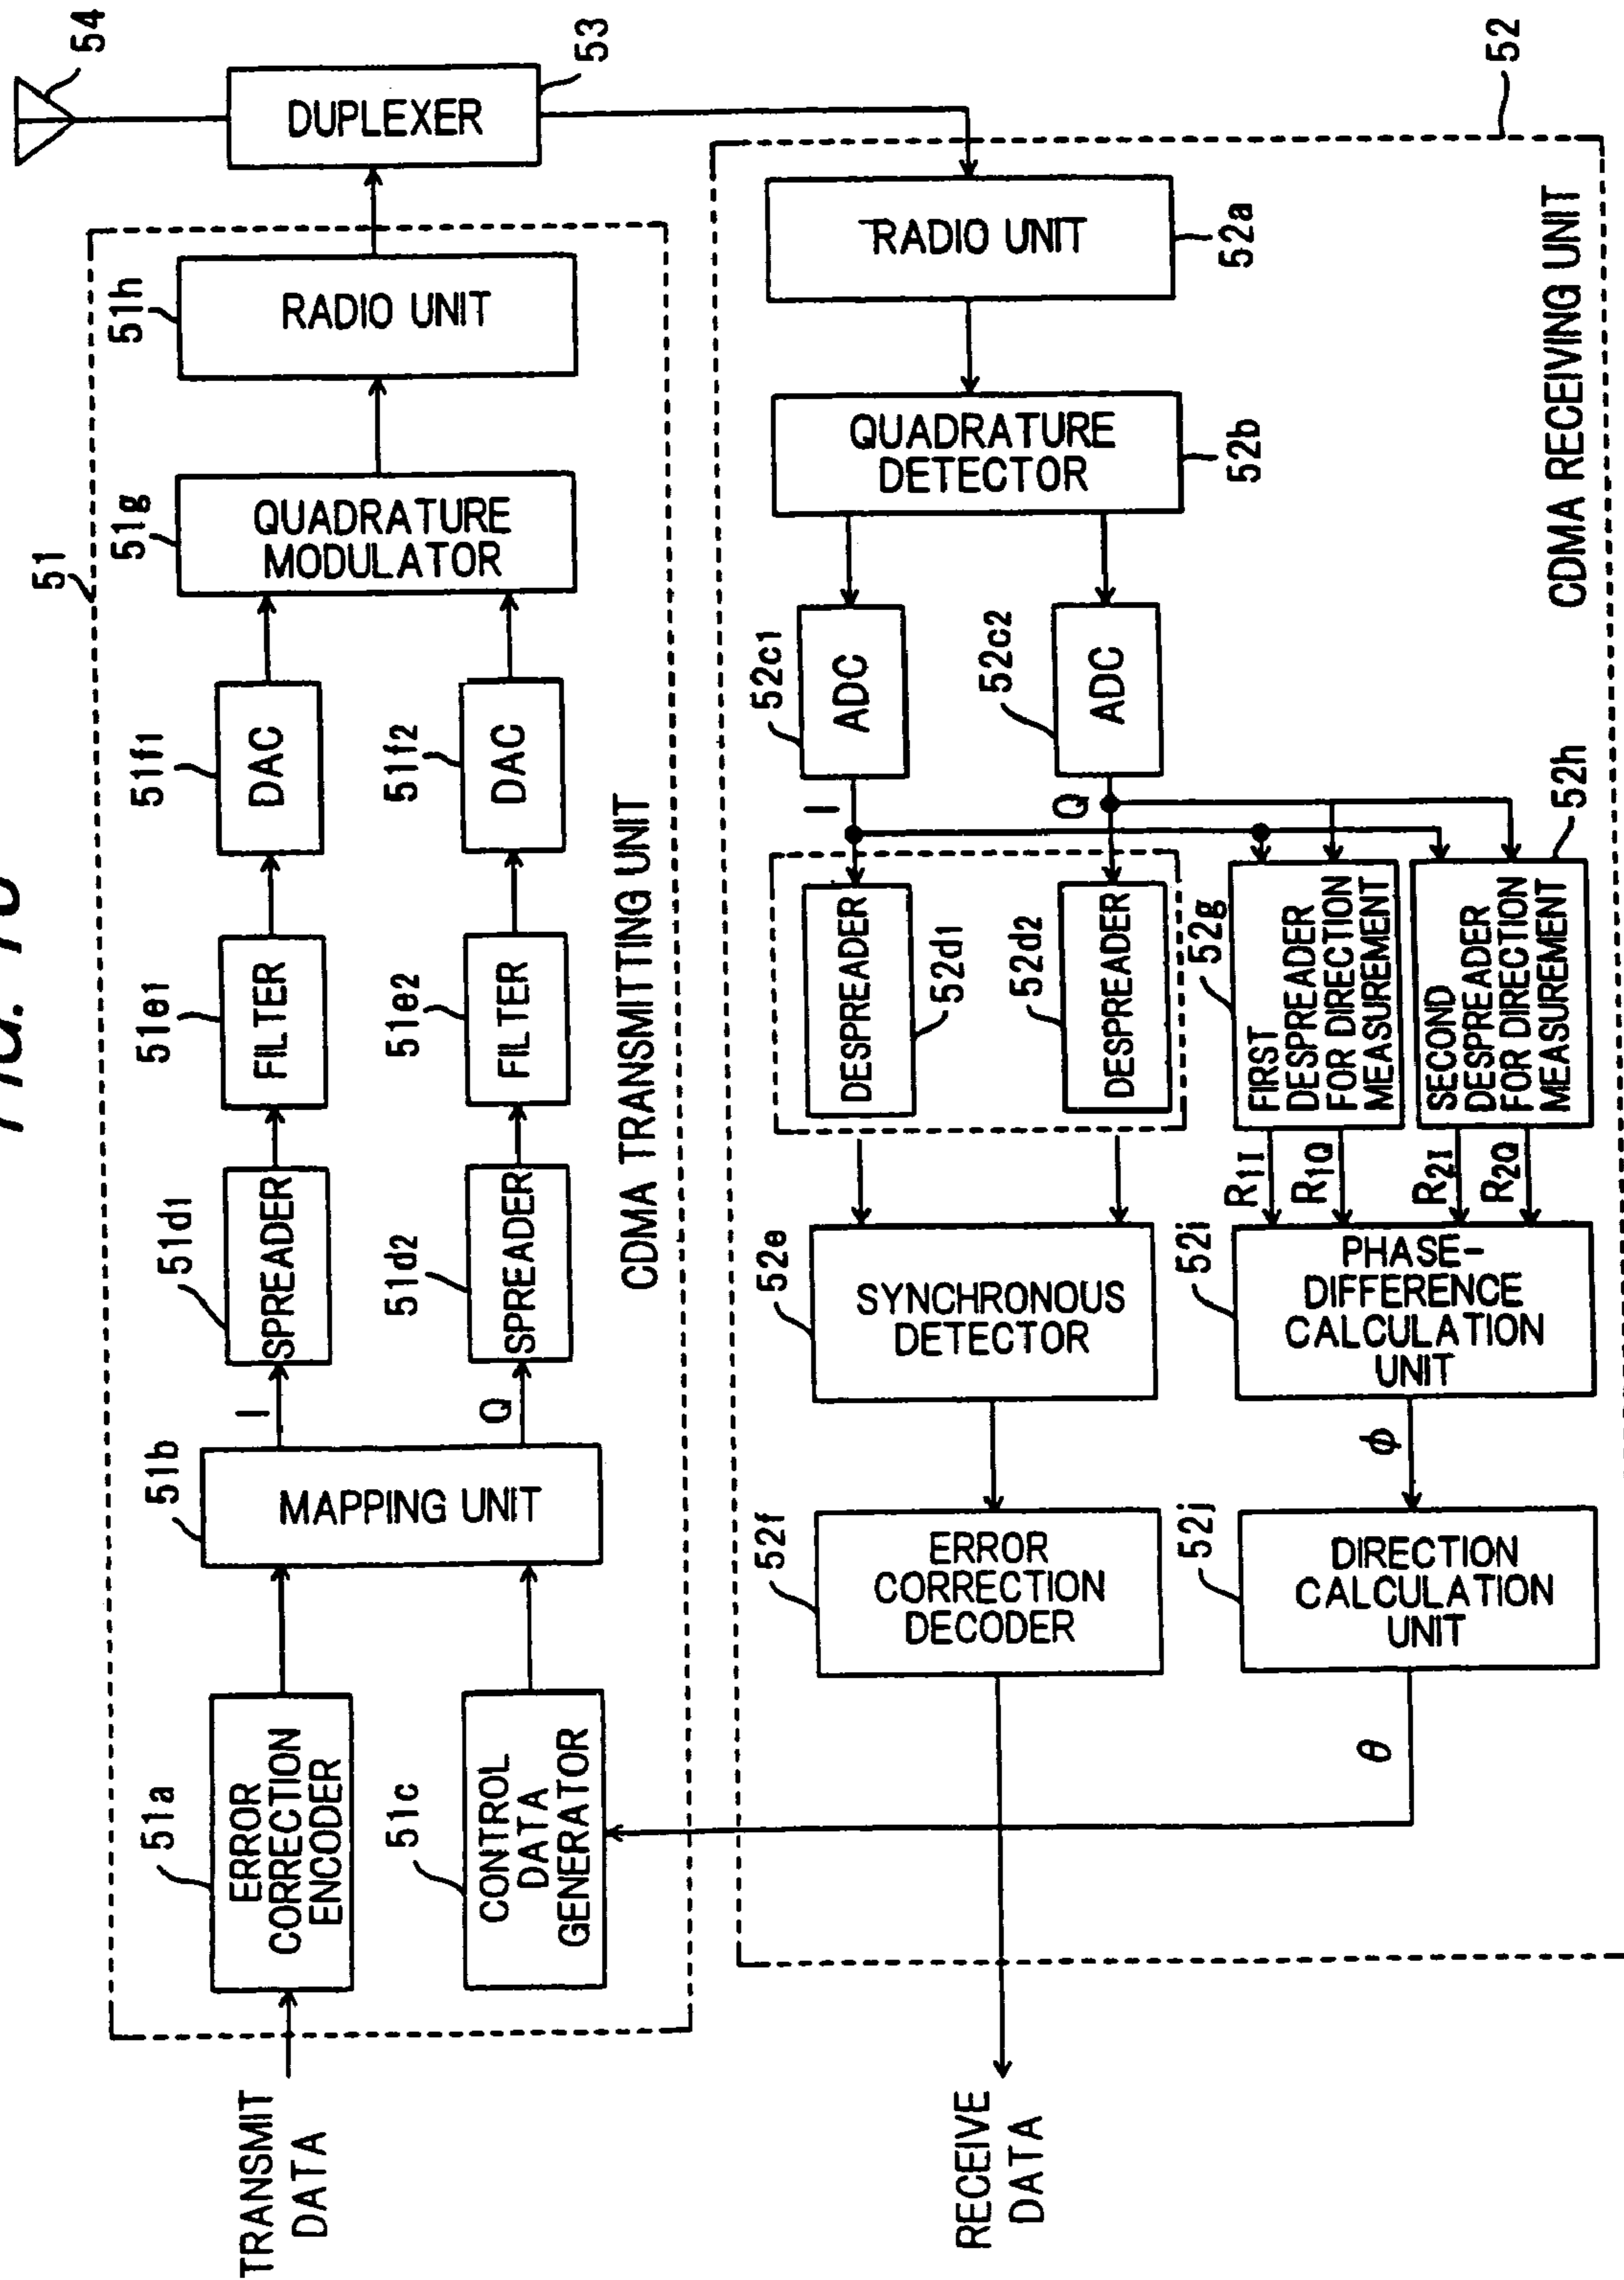 54
DUPLEXER
53
51
51h
RADIO UNIT
51g
QUADRATURE
MODULATOR
51f1
DAC
51f2
DAC
51e1
FILTER
51e2
FILTER
51d1
SPREADER
51d2
SPREADER
I
Q
51b
MAPPING UNIT
51a
ERROR
CORRECTION
ENCODER
51c
CONTROL
DATA
GENERATOR
TRANSMIT
DATA
CDMA TRANSMITTING UNIT
52
RADIO UNIT
52a
QUADRATURE
DETECTOR
52b
52c1
ADC
52c2
ADC
I
Q
DESPREADER
52d1
DESPREADER
52d2
52g
FIRST
DESPREADER
FOR DIRECTION
MEASUREMENT
52h
SECOND
DESPREADER
FOR DIRECTION
MEASUREMENT
R1I
R1Q
R2I
R2Q
52e
SYNCHRONOUS
DETECTOR
52i
PHASE-
DIFFERENCE
CALCULATION
UNIT
ϕ
52f
ERROR
CORRECTION
DECODER
52j
DIRECTION
CALCULATION
UNIT
θ
RECEIVE
DATA
CDMA RECEIVING UNIT